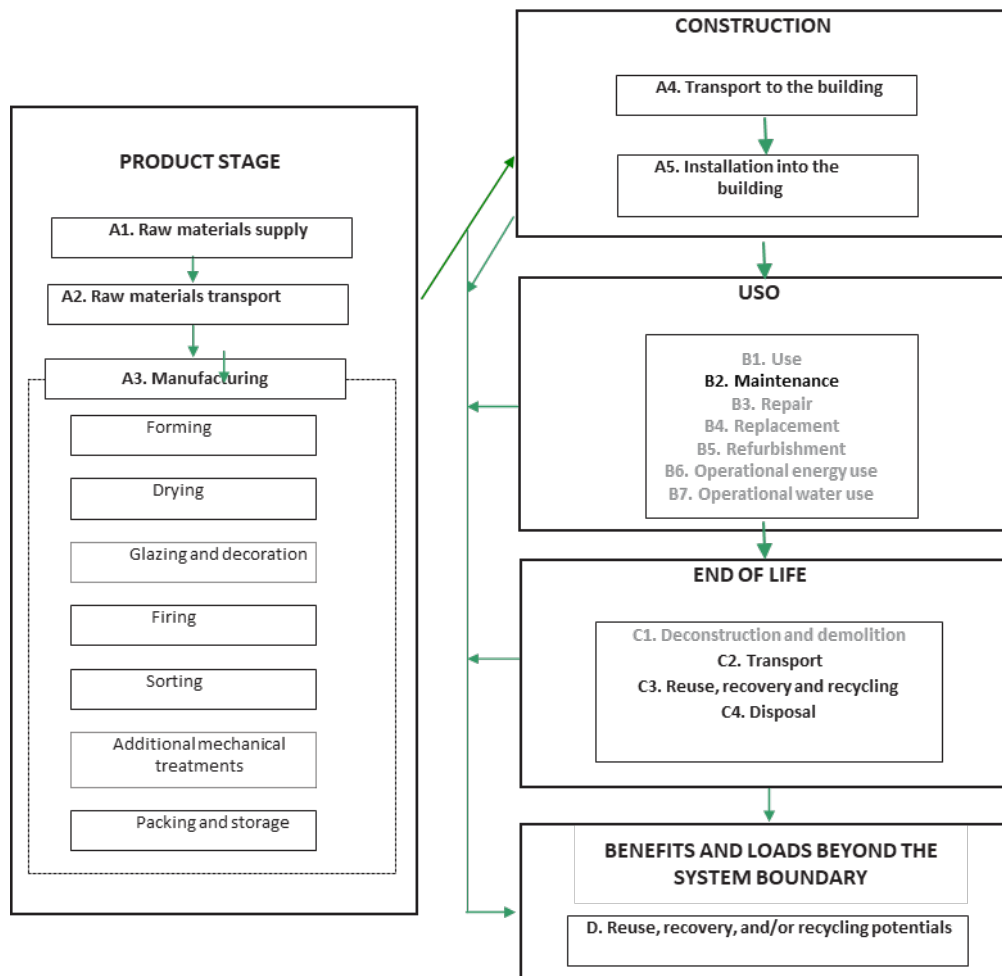 PRODUCT STAGE
A1. Raw materials supply
A2. Raw materials transport
A3. Manufacturing
Forming
Drying
Glazing and decoration
Firing
Sorting
Additional mechanical
treatments
Packing and storage
CONSTRUCTION
A4. Transport to the building
A5. Installation into the
building
USO
B1. Use
B2. Maintenance
B3. Repair
B4. Replacement
B5. Refurbishment
B6. Operational energy use
B7. Operational water use
END OF LIFE
C1. Deconstruction and demolition
C2. Transport
C3. Reuse, recovery and recycling
C4. Disposal
BENEFITS AND LOADS BEYOND THE
SYSTEM BOUNDARY
D. Reuse, recovery, and/or recycling potentials